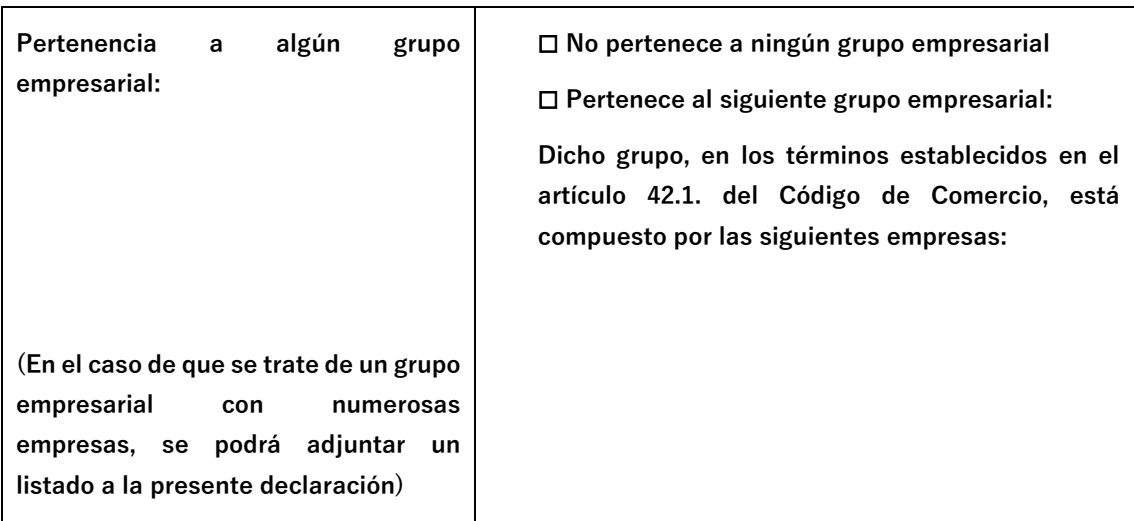 Pertenencia a algún grupo
empresarial:
(En el caso de que se trate de un grupo
empresarial con numerosas
empresas, se podrá adjuntar un
listado a la presente declaración)
☐ No pertenece a ningún grupo empresarial
☐ Pertenece al siguiente grupo empresarial:
Dicho grupo, en los términos establecidos en el
artículo 42.1. del Código de Comercio, está
compuesto por las siguientes empresas: